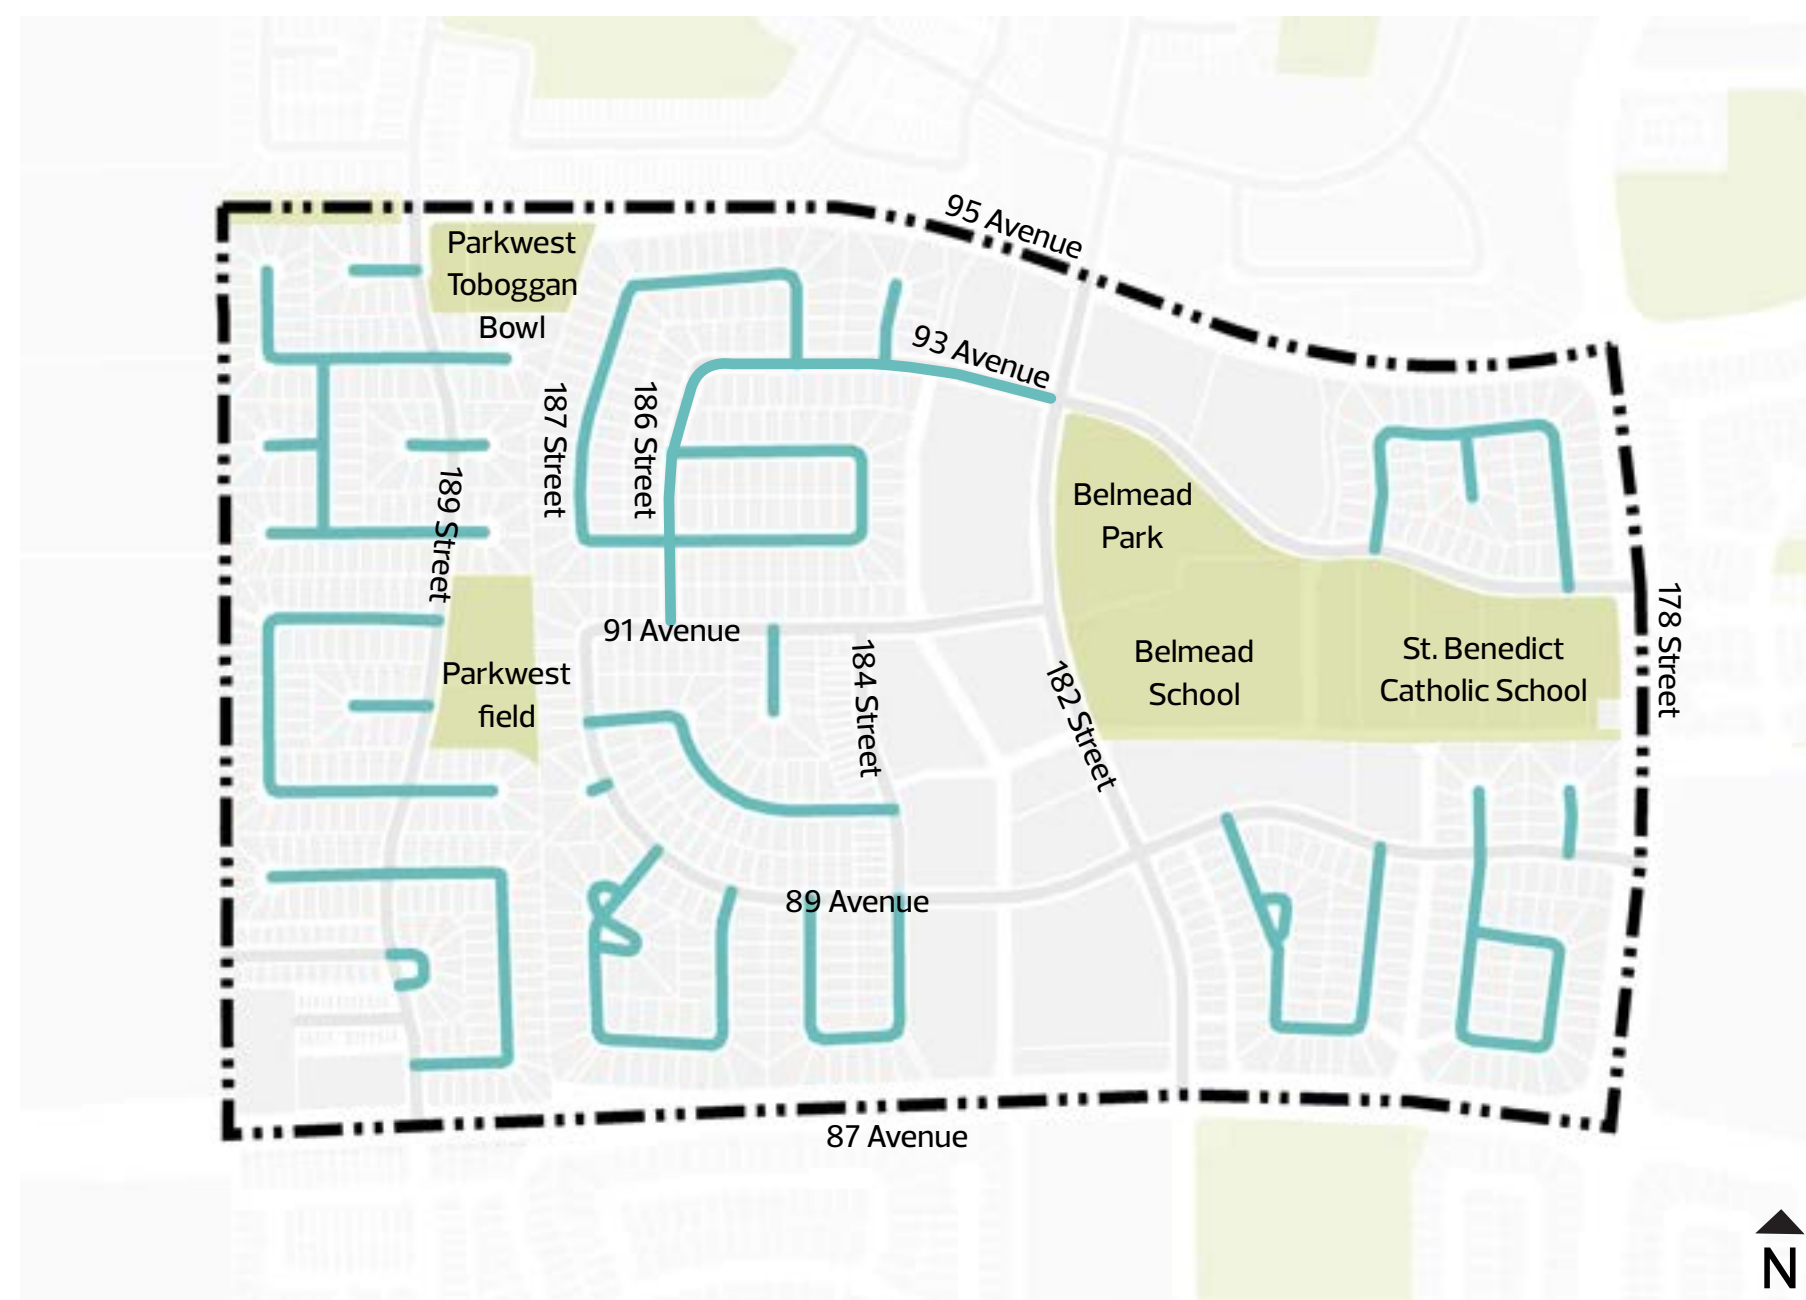 95 Avenue
Parkwest
Toboggan
Bowl
93 Avenue
187 Street
186 Street
189 Street
Belmead
Park
91 Avenue
184 Street
182 Street
Parkwest
field
Belmead
School
St. Benedict
Catholic School
178 Street
89 Avenue
87 Avenue
N